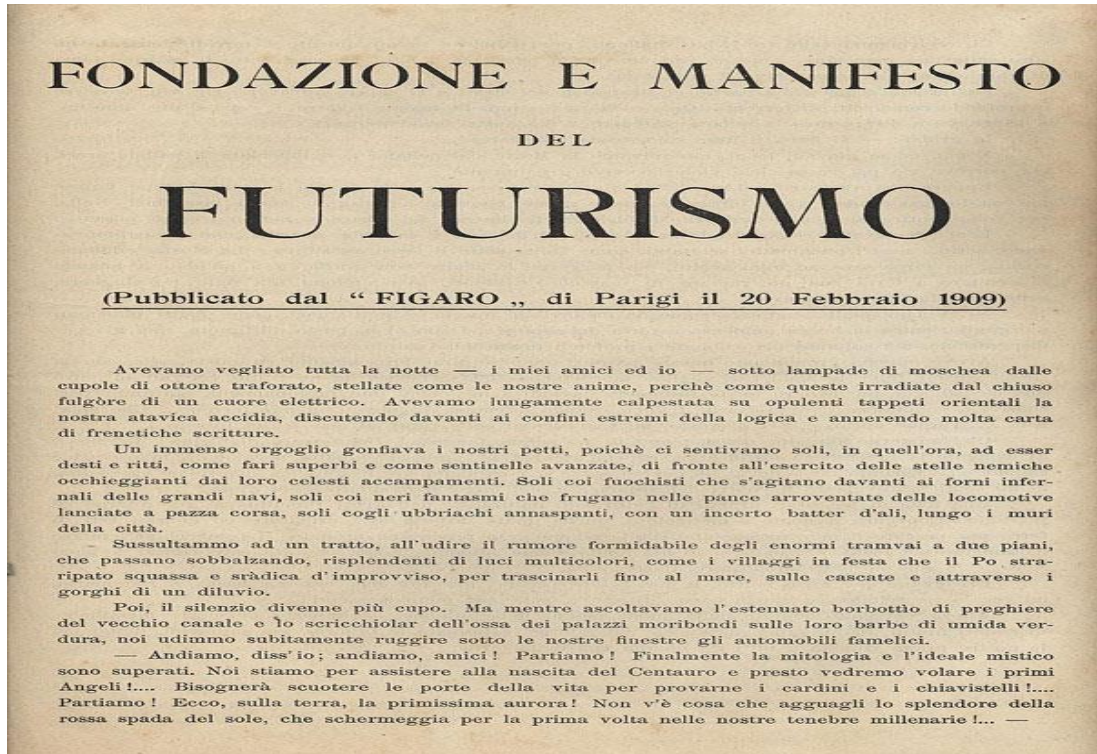 FONDAZIONE E MANIFESTO
DEL
FUTURISMO
(Pubblicato dal “ FIGARO „ di Parigi il 20 Febbraio 1909)
Avevamo vegliato tutta la notte — i miei amici ed io — sotto lampade di moschea dalle
cupole di ottone traforato, stellate come le nostre anime, perchè come queste irradiate dal chiuso
fulgòre di un cuore elettrico. Avevamo lungamente calpestata su opulenti tappeti orientali la
nostra atavica accidia, discutendo davanti ai confini estremi della logica e annerendo molta carta
di frenetiche scritture.
Un immenso orgoglio gonfiava i nostri petti, poichè ci sentivamo soli, in quell'ora, ad esser
desti e ritti, come fari superbi e come sentinelle avanzate, di fronte all'esercito delle stelle nemiche
occhieggianti dai loro celesti accampamenti. Soli coi fuochisti che s'agitano davanti ai forni infer-
nali delle grandi navi, soli coi neri fantasmi che frugano nelle pance arroventate delle locomotive
lanciate a pazza corsa, soli cogli ubbriachi annaspanti, con un incerto batter d'ali, lungo i muri
della città.
Sussultammo ad un tratto, all'udire il rumore formidabile degli enormi tramvai a due piani,
che passano sobbalzando, risplendenti di luci multicolori, come i villaggi in festa che il Po stra-
ripato squassa e sràdica d'improvviso, per trascinarli fino al mare, sulle cascate e attraverso i
gorghi di un diluvio.
Poi, il silenzio divenne più cupo. Ma mentre ascoltavamo l'estenuato borbottìo di preghiere
del vecchio canale e lo scricchiolar dell'ossa dei palazzi moribondi sulle loro barbe di umida ver-
dura, noi udimmo subitamente ruggire sotto le nostre finestre gli automobili famelici.
— Andiamo, diss'io; andiamo, amici! Partiamo! Finalmente la mitologia e l'ideale mistico
sono superati. Noi stiamo per assistere alla nascita del Centauro e presto vedremo volare i primi
Angeli!.... Bisognerà scuotere le porte della vita per provarne i cardini e i chiavistelli!....
Partiamo! Ecco, sulla terra, la primissima aurora! Non v'è cosa che agguagli lo splendore della
rossa spada del sole, che schermeggia per la prima volta nelle nostre tenebre millenarie!... —